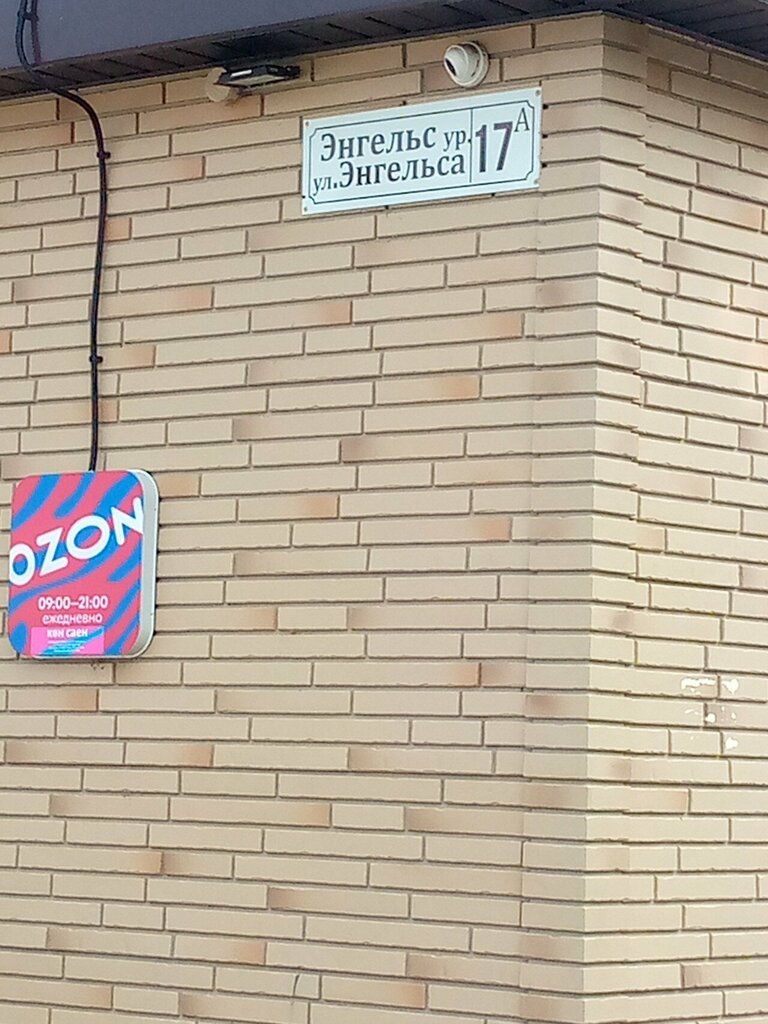 Энгельс ур.
ул.Энгельса
17А
OZON
09:00–21:00
ежедневно
көн саен